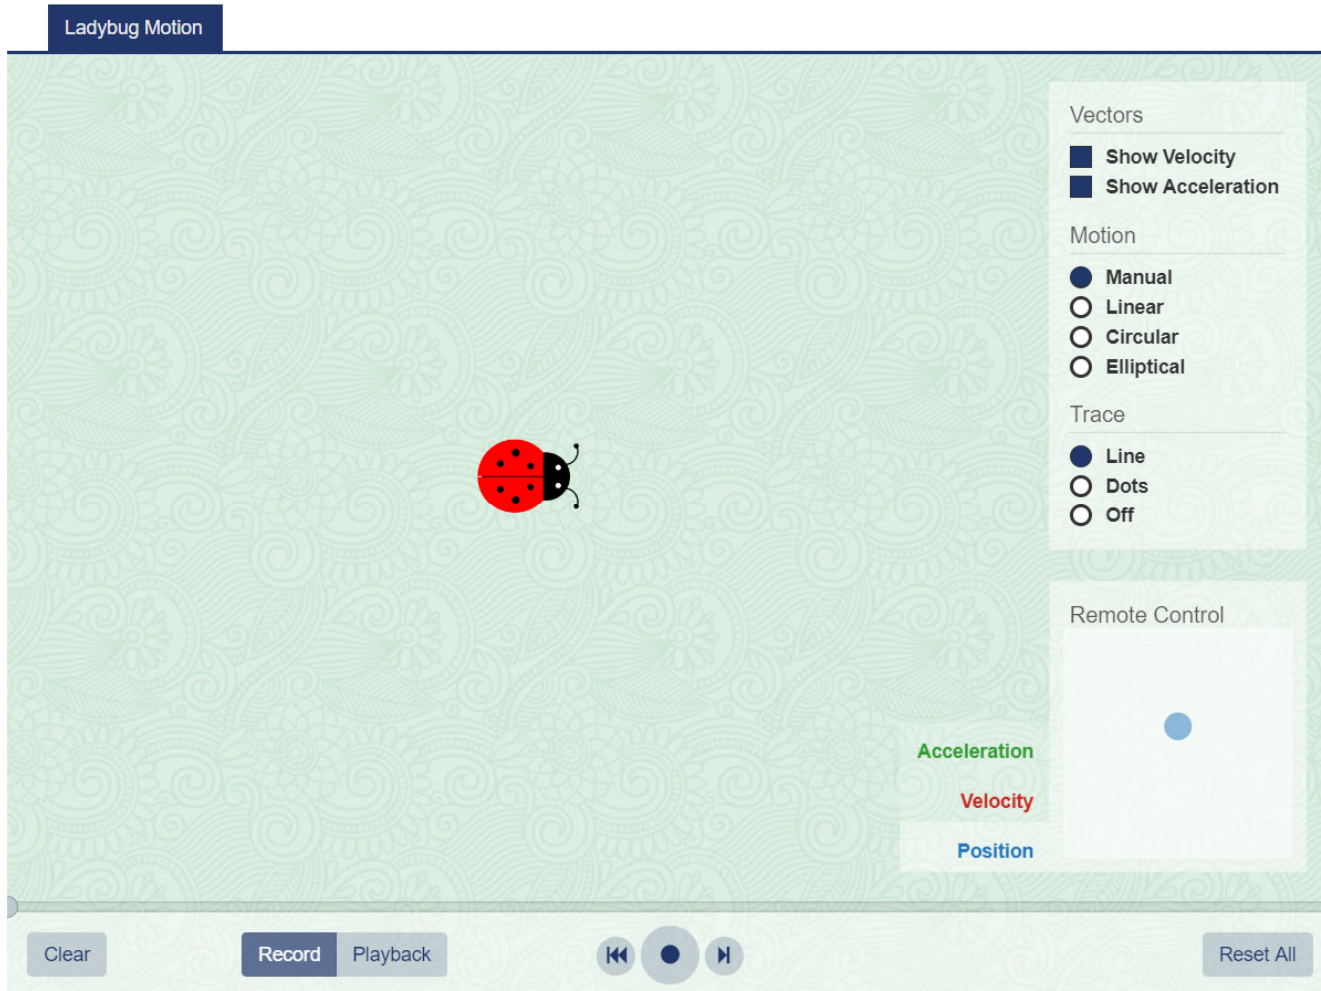 Ladybug Motion
Vectors
Show Velocity
Show Acceleration
Motion
Manual
Linear
Circular
Elliptical
Trace
Line
Dots
Off
Remote Control
Acceleration
Velocity
Position
Clear
Record Playback
Reset All